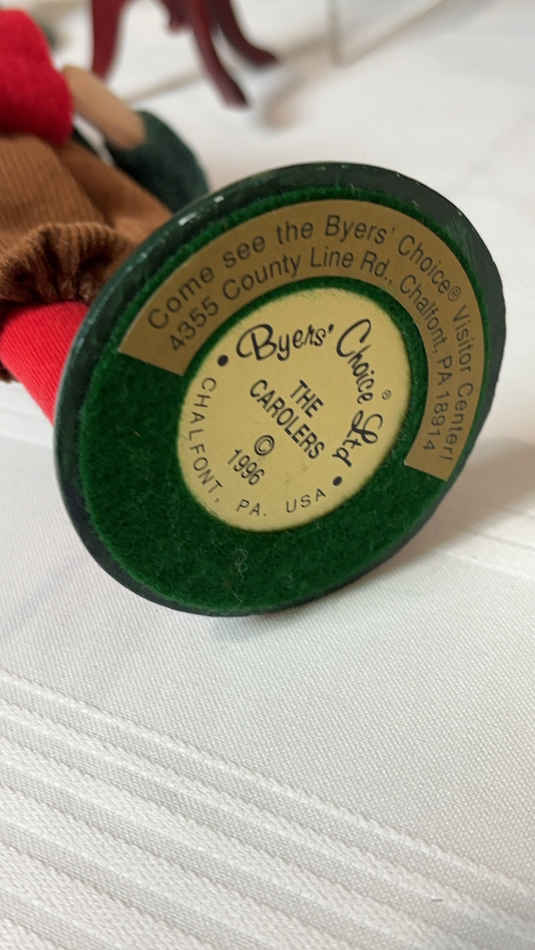 Come see the Byers' Choice® Visitor Center!
4355 County Line Rd., Chalfont, PA 18914
Byers' Choice® Ltd
THE
CAROLERS
©
1996
• CHALFONT, PA. USA •